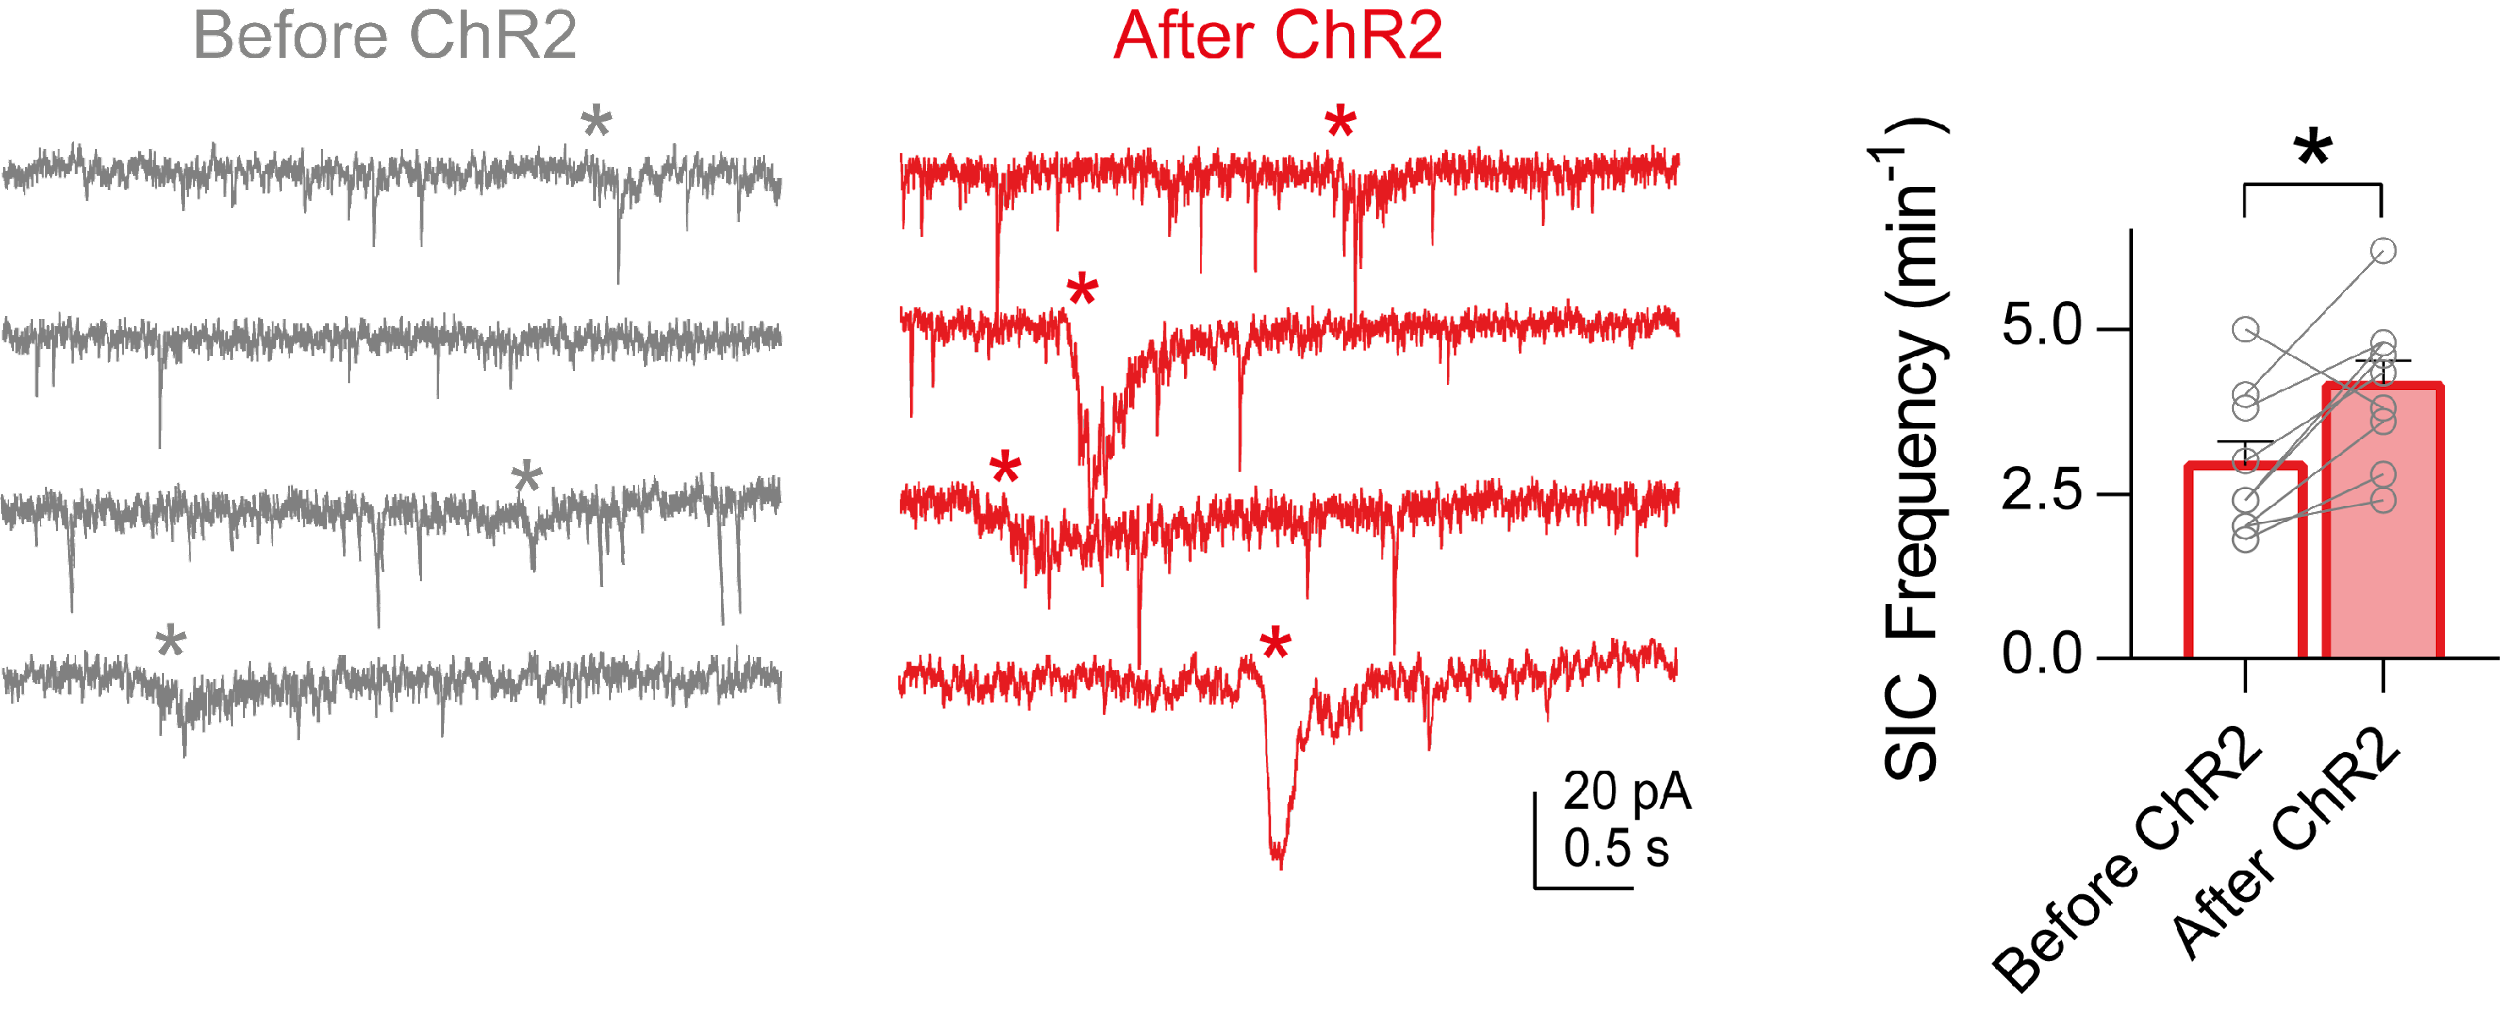 Before ChR2
After ChR2
*
*
*
*
*
*
*
20 pA
0.5 s
SIC Frequency (min⁻¹)
*
5.0
2.5
0.0
Before ChR2
After ChR2